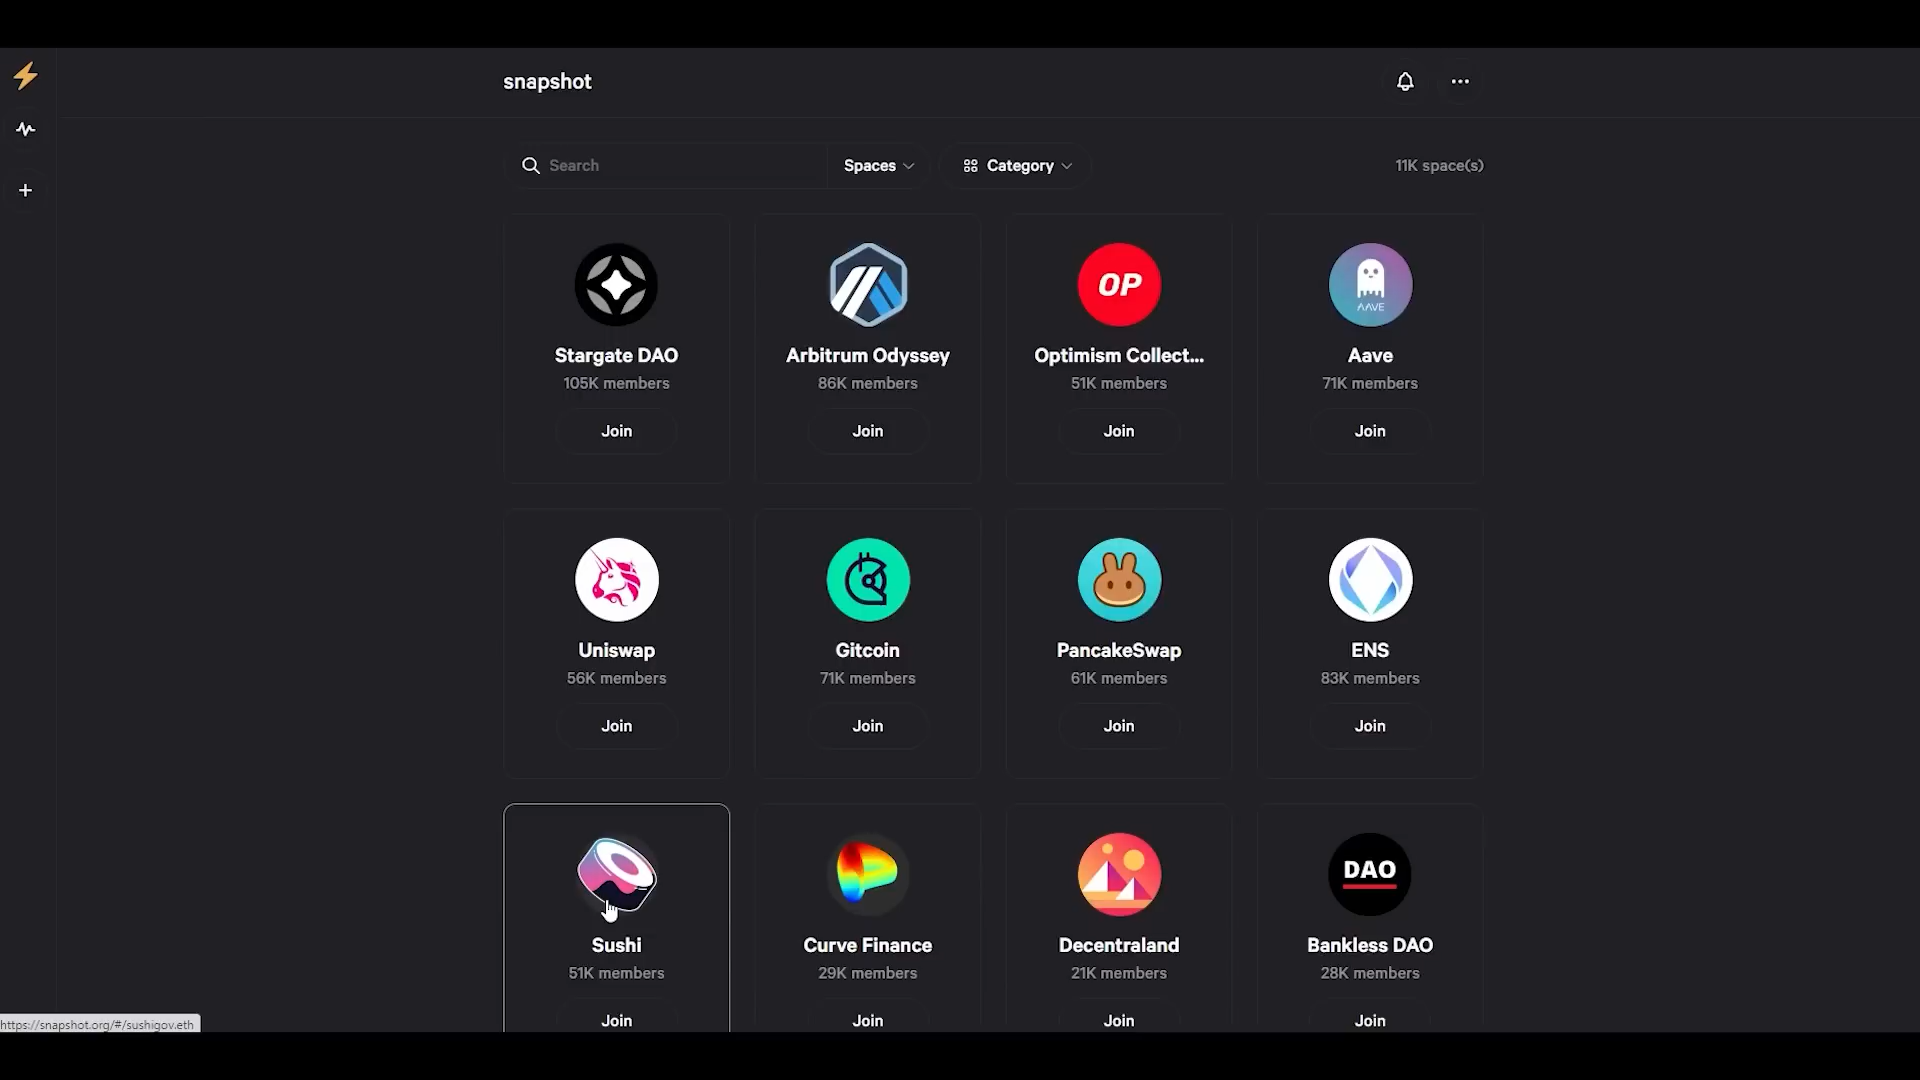 snapshot
Search
Spaces
Category
11K space(s)
OP
AAVE
Stargate DAO
Arbitrum Odyssey
Optimism Collect...
Aave
105K members
86K members
51K members
71K members
Join
Join
Join
Join
Uniswap
Gitcoin
PancakeSwap
ENS
56K members
71K members
61K members
83K members
Join
Join
Join
Join
DAO
Sushi
Curve Finance
Decentraland
Bankless DAO
51K members
29K members
21K members
28K members
Join
Join
Join
Join
https://snapshot.org/#/sushigov.eth